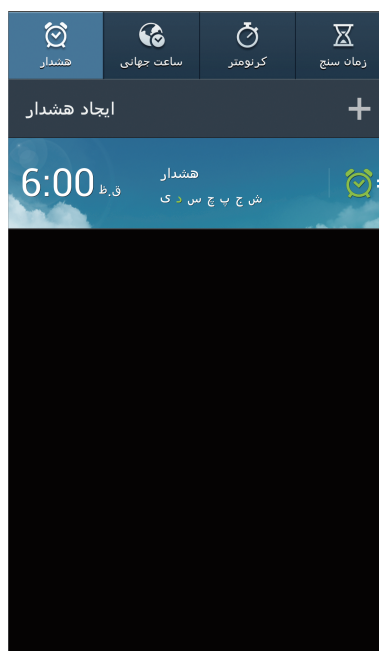 هشدار
ساعت جهانی
کرنومتر
زمان سنج
ایجاد هشدار
6:00 ق.ظ
هشدار
ش ج پ چ س د ی